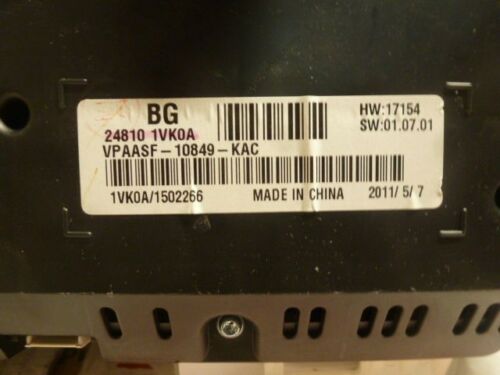 BG
24810 1VK0A
VPAASF-10849-KAC
HW:17154
SW:01.07.01
1VK0A/1502266 MADE IN CHINA 2011/5/7